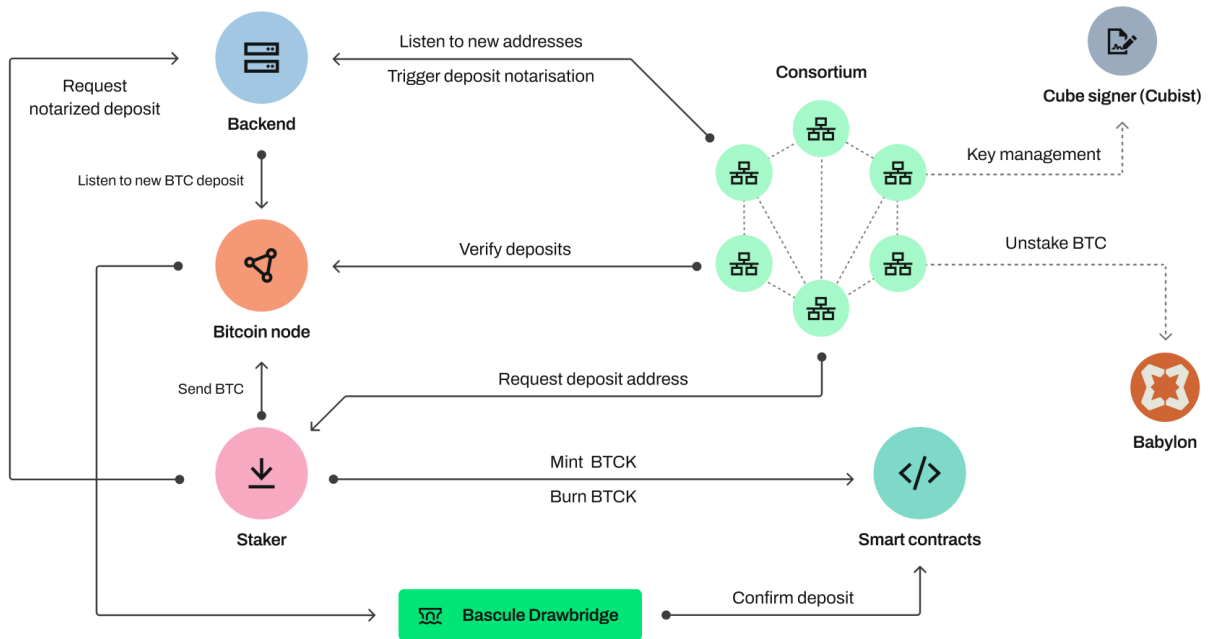 Listen to new addresses
Trigger deposit notarisation
Consortium
Cube signer (Cubist)
Request
notarized deposit
Backend
Key management
Listen to new BTC deposit
Verify deposits
Unstake BTC
Bitcoin node
Send BTC
Request deposit address
Babylon
Mint BTCK
Burn BTCK
Staker
Smart contracts
Bascule Drawbridge
Confirm deposit